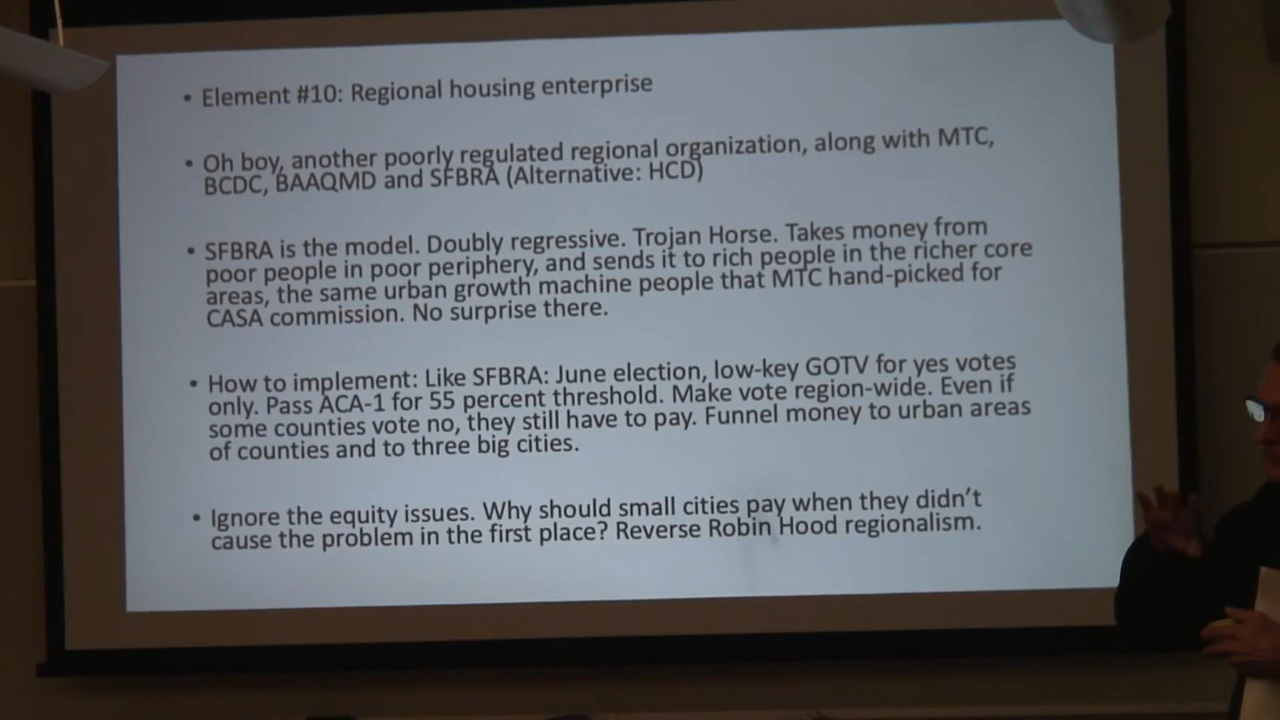 • Element #10: Regional housing enterprise
• Oh boy, another poorly regulated regional organization, along with MTC,
BCDC, BAAQMD and SFBRA (Alternative: HCD)
• SFBRA is the model. Doubly regressive. Trojan Horse. Takes money from
poor people in poor periphery, and sends it to rich people in the richer core
areas, the same urban growth machine people that MTC hand-picked for
CASA commission. No surprise there.
• How to implement: Like SFBRA: June election, low-key GOTV for yes votes
only. Pass ACA-1 for 55 percent threshold. Make vote region-wide. Even if
some counties vote no, they still have to pay. Funnel money to urban areas
of counties and to three big cities.
• Ignore the equity issues. Why should small cities pay when they didn't
cause the problem in the first place? Reverse Robin Hood regionalism.